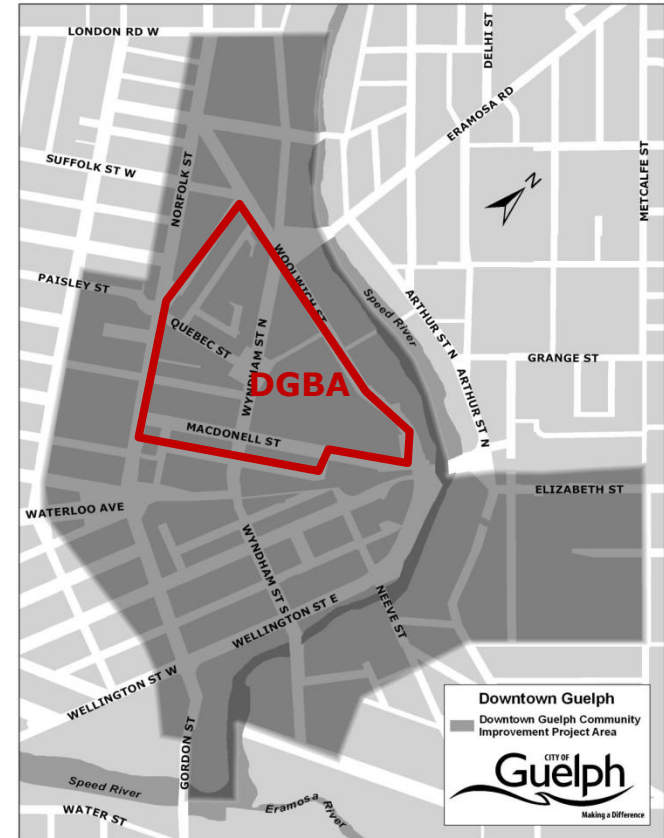 LONDON RD W
DELHI ST
ERAMOSA RD
METCALFE ST
SUFFOLK ST W
NORFOLK ST
N
PAISLEY ST
WOOLWICH ST
Speed River
ARTHUR ST N
QUEBEC ST
WYNDHAM ST N
GRANGE ST
ARTHUR ST N
DGBA
MACDONELL ST
ELIZABETH ST
WATERLOO AVE
WYNDHAM ST S
NEEVE ST
WELLINGTON ST E
WELLINGTON ST W
GORDON ST
Speed River
Eramosa River
WATER ST
Downtown Guelph
Downtown Guelph Community
Improvement Project Area
CITY OF
Guelph
Making a Difference